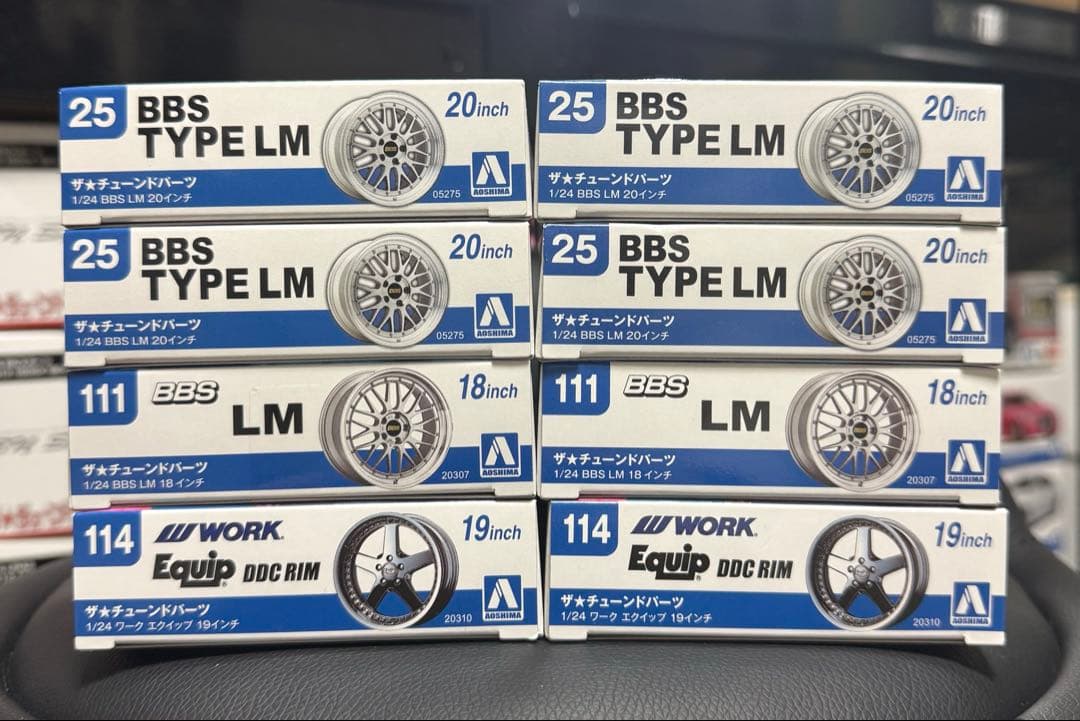 25 BBS TYPE LM 20inch
ザ★チューンドパーツ
1/24 BBS LM 20インチ 05275 AOSHIMA
25 BBS TYPE LM 20inch
ザ★チューンドパーツ
1/24 BBS LM 20インチ 05275 AOSHIMA
25 BBS TYPE LM 20inch
ザ★チューンドパーツ
1/24 BBS LM 20インチ 05275 AOSHIMA
25 BBS TYPE LM 20inch
ザ★チューンドパーツ
1/24 BBS LM 20インチ 05275 AOSHIMA
111 BBS LM 18inch
ザ★チューンドパーツ
1/24 BBS LM 18インチ 20307 AOSHIMA
111 BBS LM 18inch
ザ★チューンドパーツ
1/24 BBS LM 18インチ 20307 AOSHIMA
114 WORK 19inch
Equip DDC RIM
ザ★チューンドパーツ
1/24 ワーク エクイップ 19インチ 20310 AOSHIMA
114 WORK 19inch
Equip DDC RIM
ザ★チューンドパーツ
1/24 ワーク エクイップ 19インチ 20310 AOSHIMA